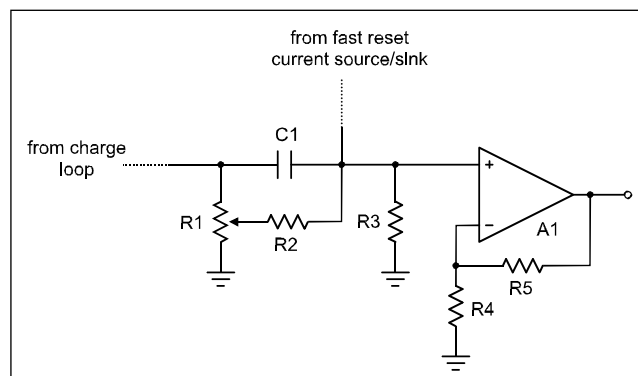 from fast reset
current source/sInk
from charge
loop
C1
R1
R2
R3
+
−
A1
R5
R4